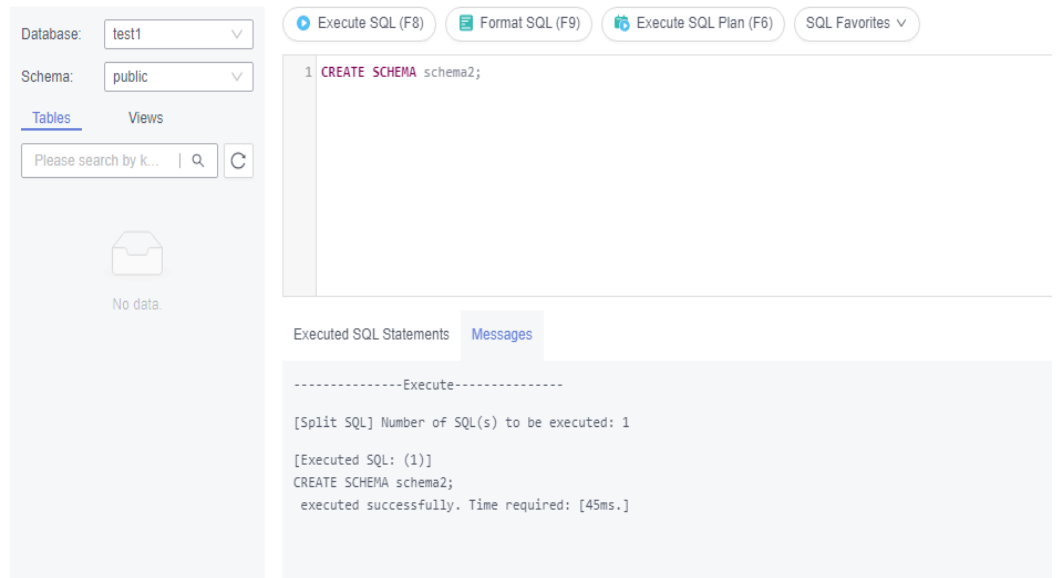 Database: test1
Schema: public
Tables Views
Please search by k...
No data.
Execute SQL (F8) Format SQL (F9) Execute SQL Plan (F6) SQL Favorites
1 CREATE SCHEMA schema2;
Executed SQL Statements Messages
---------------Execute---------------
[Split SQL] Number of SQL(s) to be executed: 1
[Executed SQL: (1)]
CREATE SCHEMA schema2;
executed successfully. Time required: [45ms.]